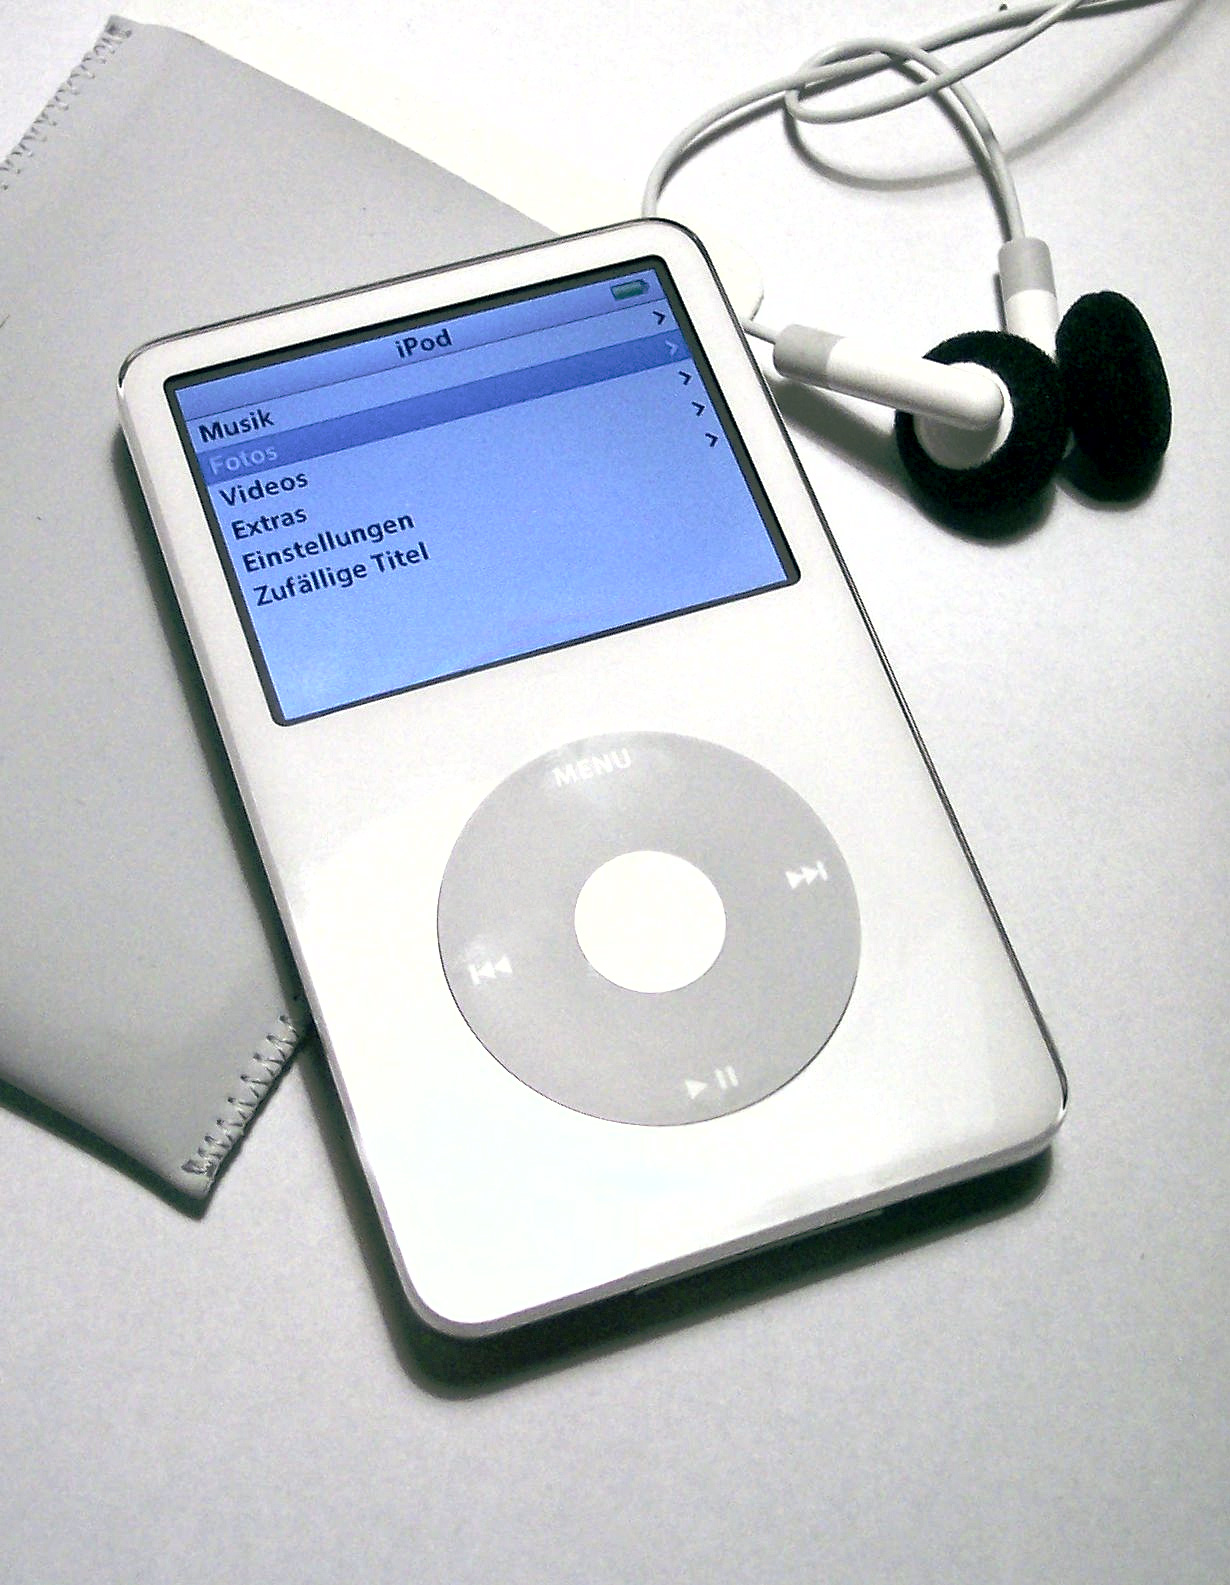 iPod
Musik
Fotos
Videos
Extras
Einstellungen
Zufällige Titel
MENU